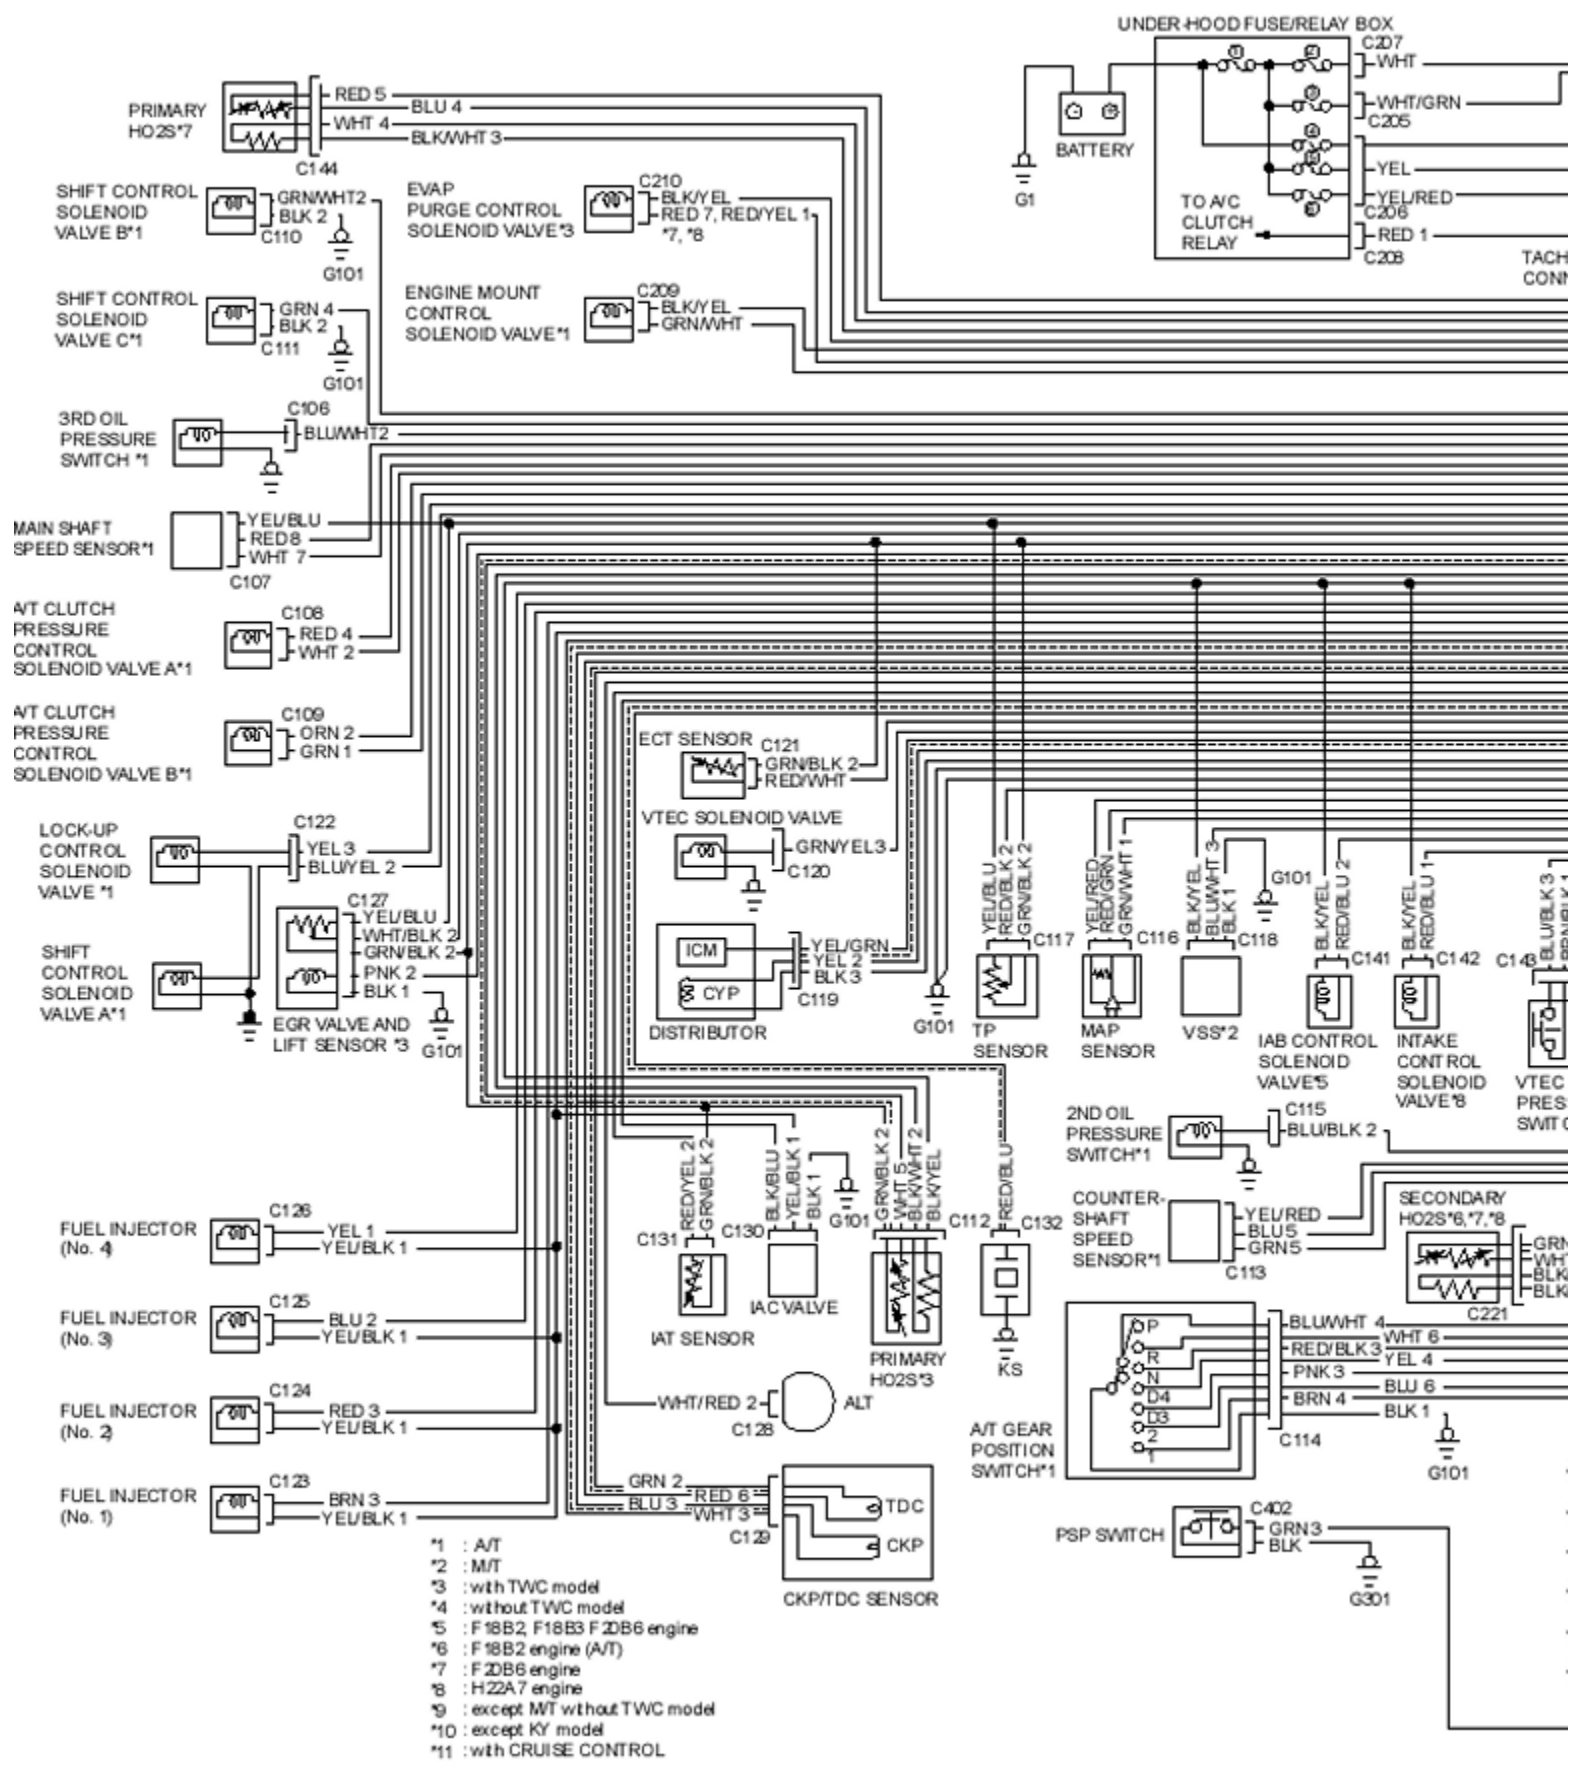 UNDER-HOOD FUSE/RELAY BOX
C207
WHT
WHT/GRN
C205
YEL
YEL/RED
C206
RED 1
C208
TO A/C
CLUTCH
RELAY
BATTERY
G1
PRIMARY
HO2S*7
RED 5
BLU 4
WHT 4
BLK/WHT 3
C144
SHIFT CONTROL
SOLENOID
VALVE B*1
GRN/WHT2
BLK 2
C110
G101
EVAP
PURGE CONTROL
SOLENOID VALVE*3
C210
BLK/YEL
RED 7, RED/YEL 1
*7, *8
SHIFT CONTROL
SOLENOID
VALVE C*1
GRN 4
BLK 2
C111
G101
ENGINE MOUNT
CONTROL
SOLENOID VALVE*1
C209
BLK/YEL
GRN/WHT
TACH
CONN
3RD OIL
PRESSURE
SWITCH *1
C106
BLU/WHT2
MAIN SHAFT
SPEED SENSOR*1
YEL/BLU
RED8
WHT 7
C107
A/T CLUTCH
PRESSURE
CONTROL
SOLENOID VALVE A*1
C108
RED 4
WHT 2
A/T CLUTCH
PRESSURE
CONTROL
SOLENOID VALVE B*1
C109
ORN 2
GRN 1
ECT SENSOR
C121
GRN/BLK 2
RED/WHT
LOCK-UP
CONTROL
SOLENOID
VALVE *1
C122
YEL 3
BLU/YEL 2
VTEC SOLENOID VALVE
GRN/YEL3
C120
SHIFT
CONTROL
SOLENOID
VALVE A*1
C127
YEL/BLU
WHT/BLK 2
GRN/BLK 2
PNK 2
BLK 1
EGR VALVE AND
LIFT SENSOR *3
G101
ICM
CYP
YEL/GRN
YEL 2
BLK 3
C119
DISTRIBUTOR
G101
YEL/BLU
RED/BLK 2
GRN/BLK 2
C117
TP
SENSOR
YEL/RED
RED/GRN
GRN/WHT 1
C116
MAP
SENSOR
BLK/YEL
BLU/WHT 3
BLK 1
G101
C118
VSS*2
BLK/YEL
RED/BLU 2
C141
IAB CONTROL
SOLENOID
VALVE*5
BLK/YEL
RED/BLU 1
C142
INTAKE
CONTROL
SOLENOID
VALVE*8
BLU/BLK 3
C143
VTEC
PRES
SWITC
2ND OIL
PRESSURE
SWITCH*1
C115
BLU/BLK 2
FUEL INJECTOR
(No. 4)
C126
YEL 1
YEL/BLK 1
C131
RED/YEL 2
GRN/BLK 2
IAT SENSOR
C130
BLK/BLU
YEL/BLK 1
BLK 1
G101
IAC VALVE
GRN/BLK 2
WHT 5
BLK/WHT 2
BLK/YEL
C112
PRIMARY
HO2S*3
RED/BLU
C132
KS
COUNTER-
SHAFT
SPEED
SENSOR*1
YEL/RED
BLU5
GRN5
C113
SECONDARY
HO2S*6,*7,*8
GRN
WHT
BLK
BLK
C221
FUEL INJECTOR
(No. 3)
C125
BLU 2
YEL/BLK 1
FUEL INJECTOR
(No. 2)
C124
RED 3
YEL/BLK 1
WHT/RED 2
C128
ALT
A/T GEAR
POSITION
SWITCH*1
P
R
N
D4
D3
2
1
BLU/WHT 4
WHT 6
RED/BLK 3
YEL 4
PNK 3
BLU 6
BRN 4
BLK 1
C114
G101
FUEL INJECTOR
(No. 1)
C123
BRN 3
YEL/BLK 1
GRN 2
RED 6
BLU 3
WHT 3
C129
TDC
CKP
CKP/TDC SENSOR
PSP SWITCH
C402
GRN 3
BLK
G301
*1 : A/T
*2 : M/T
*3 : with TWC model
*4 : without TWC model
*5 : F18B2, F18B3 F20B6 engine
*6 : F18B2 engine (A/T)
*7 : F20B6 engine
*8 : H22A7 engine
*9 : except M/T without TWC model
*10 : except KY model
*11 : with CRUISE CONTROL